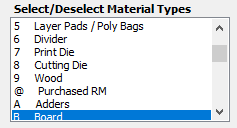 Select/Deselect Material Types
5 Layer Pads / Poly Bags
6 Divider
7 Print Die
8 Cutting Die
9 Wood
@ Purchased RM
A Adders
B Board